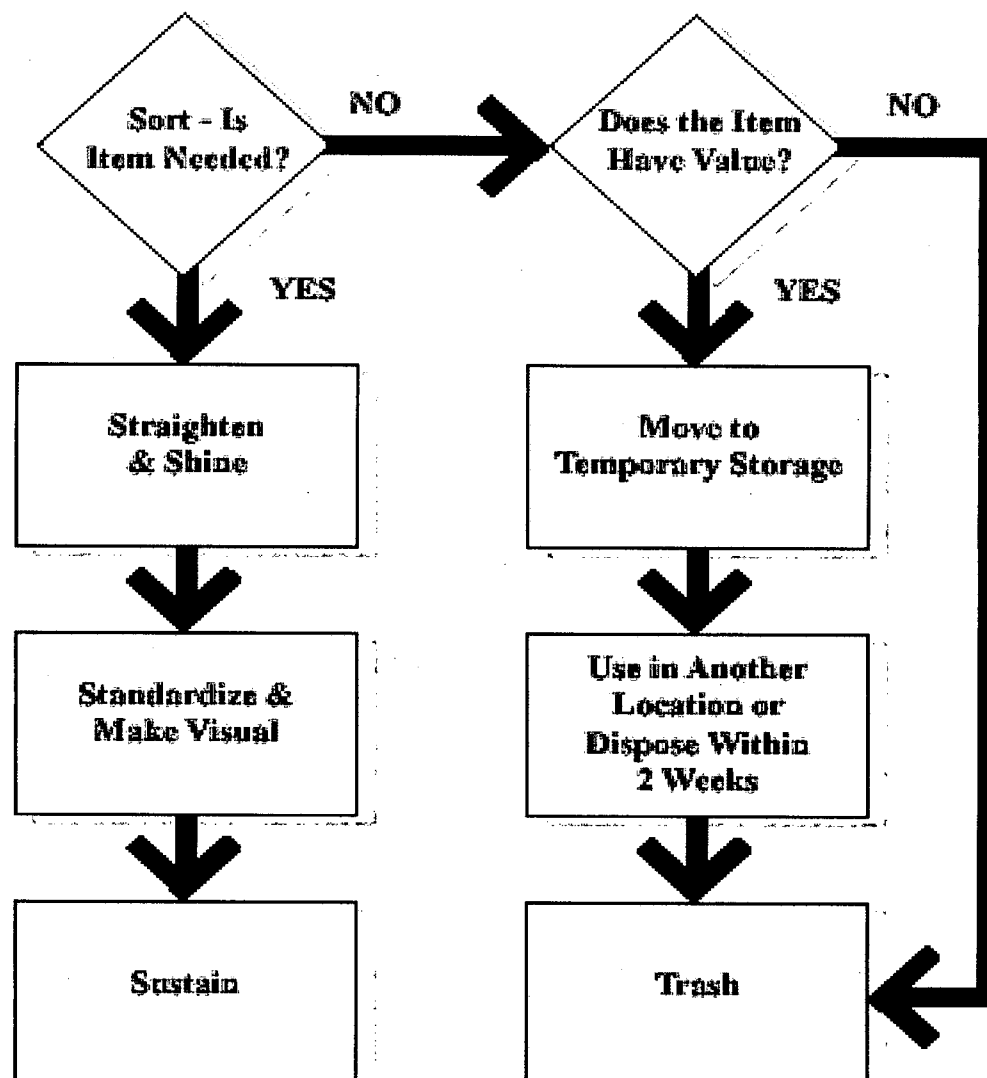 Sort - Is
Item Needed?
NO
Does the Item
Have Value?
NO
YES
YES
Straighten
& Shine
Move to
Temporary Storage
Standardize &
Make Visual
Use in Another
Location or
Dispose Within
2 Weeks
Sustain
Trash